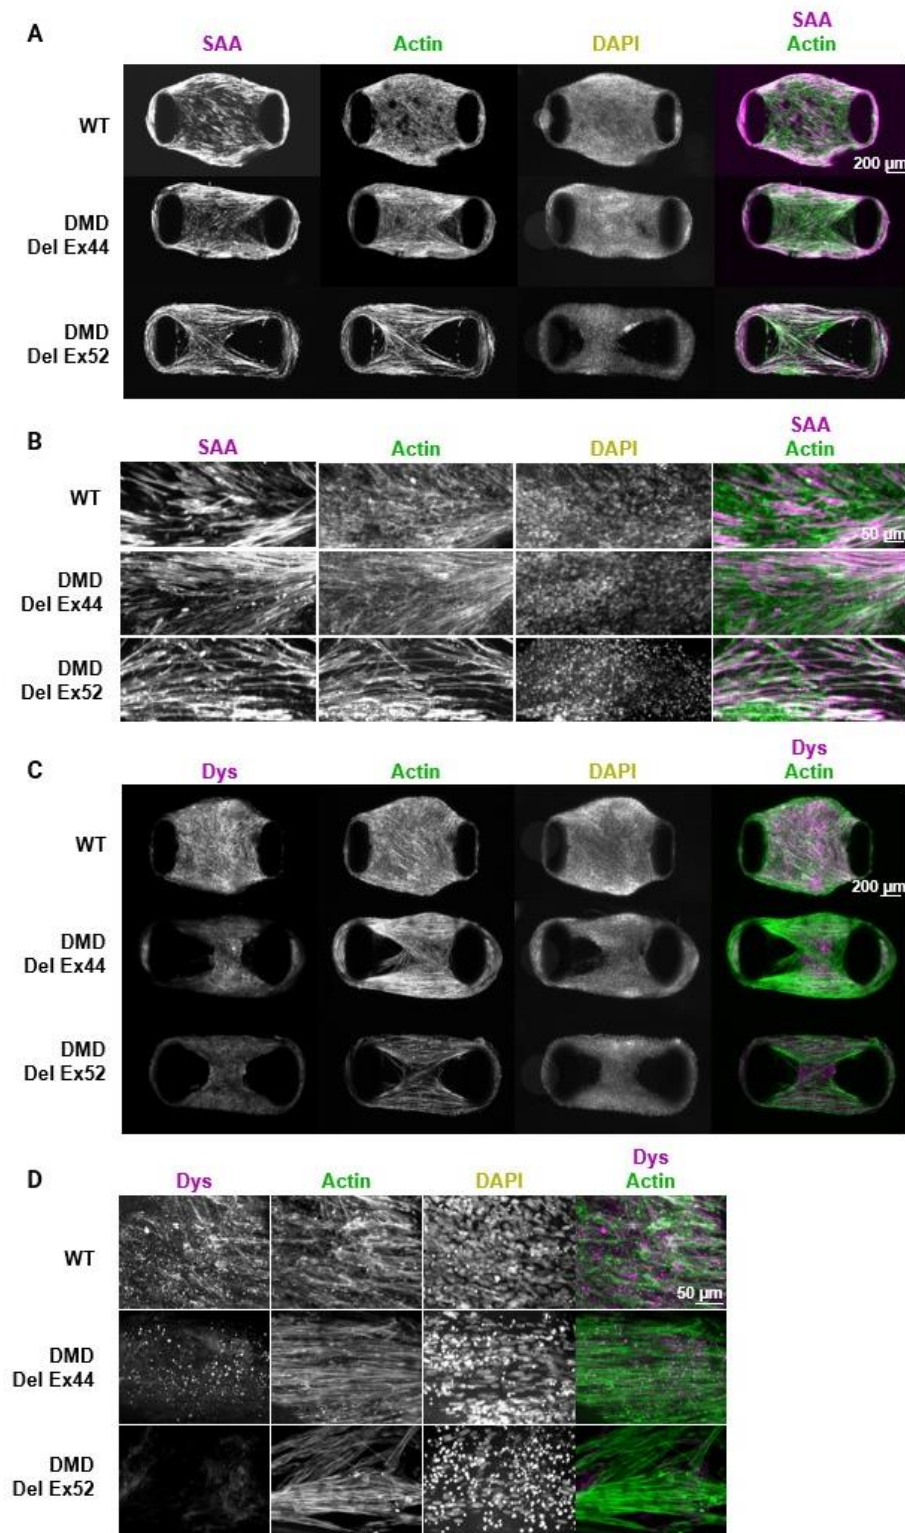 A
SAA
Actin
DAPI
SAA
Actin
WT
200 µm
DMD
Del Ex44
DMD
Del Ex52
B
SAA
Actin
DAPI
SAA
Actin
WT
50 µm
DMD
Del Ex44
DMD
Del Ex52
C
Dys
Actin
DAPI
Dys
Actin
WT
200 µm
DMD
Del Ex44
DMD
Del Ex52
D
Dys
Actin
DAPI
Dys
Actin
WT
50 µm
DMD
Del Ex44
DMD
Del Ex52